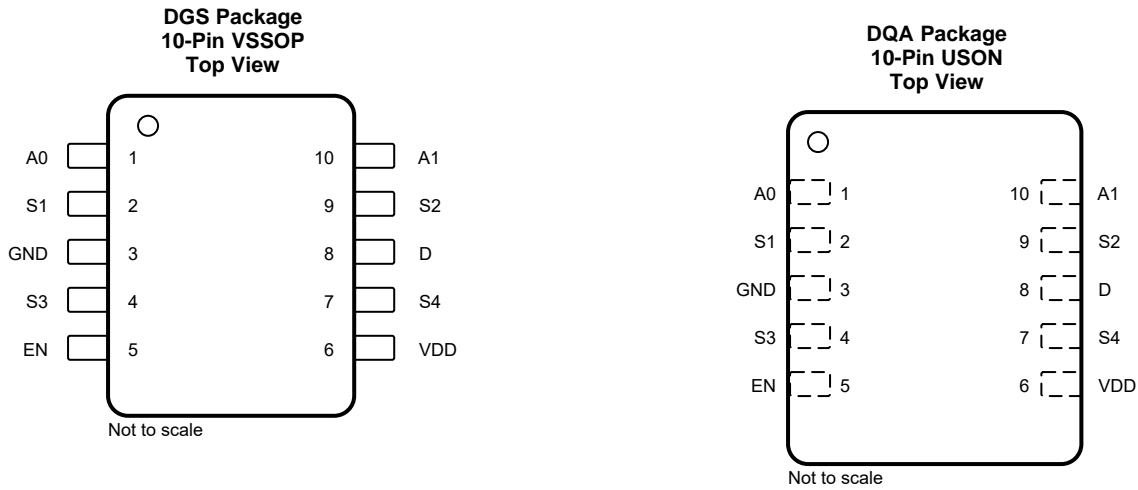 DGS Package
10-Pin VSSOP
Top View
A0 1 10 A1
S1 2 9 S2
GND 3 8 D
S3 4 7 S4
EN 5 6 VDD
Not to scale
DQA Package
10-Pin USON
Top View
A0 1 10 A1
S1 2 9 S2
GND 3 8 D
S3 4 7 S4
EN 5 6 VDD
Not to scale